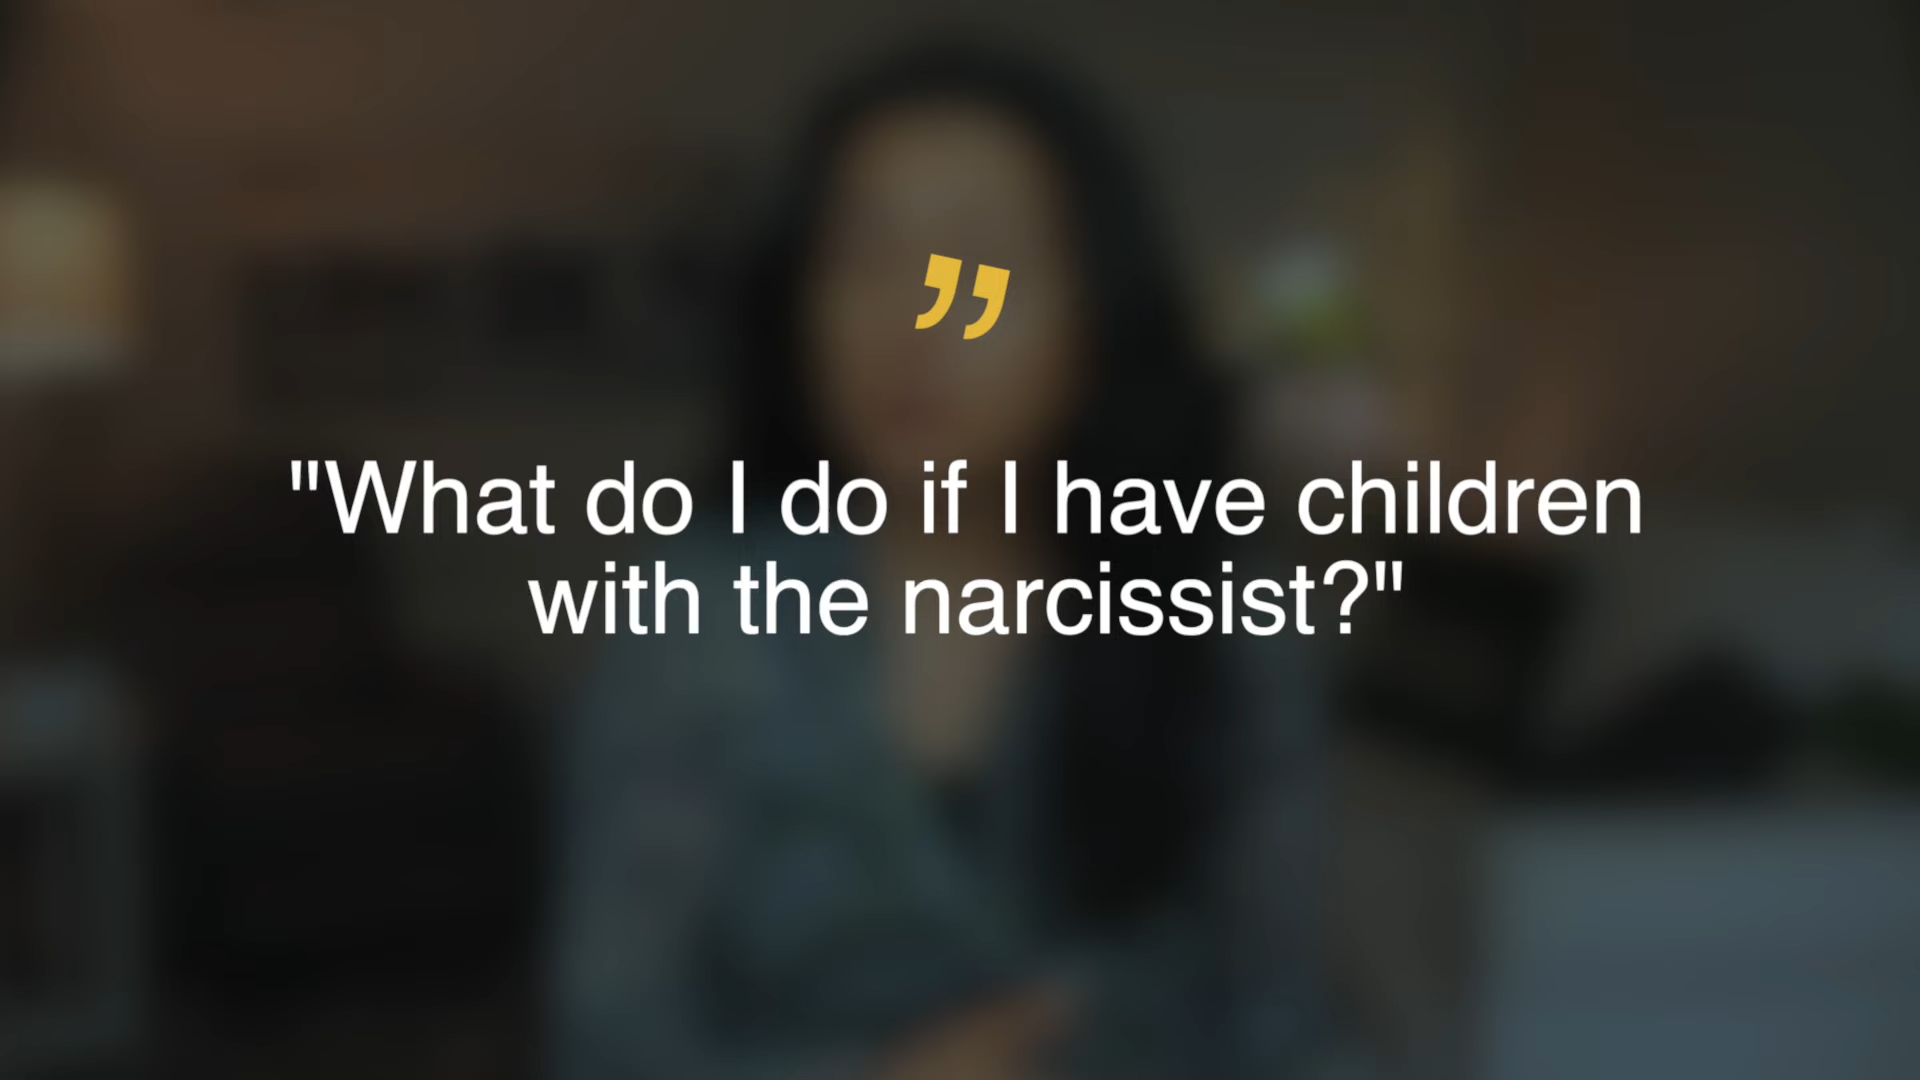 "What do I do if I have children
with the narcissist?"